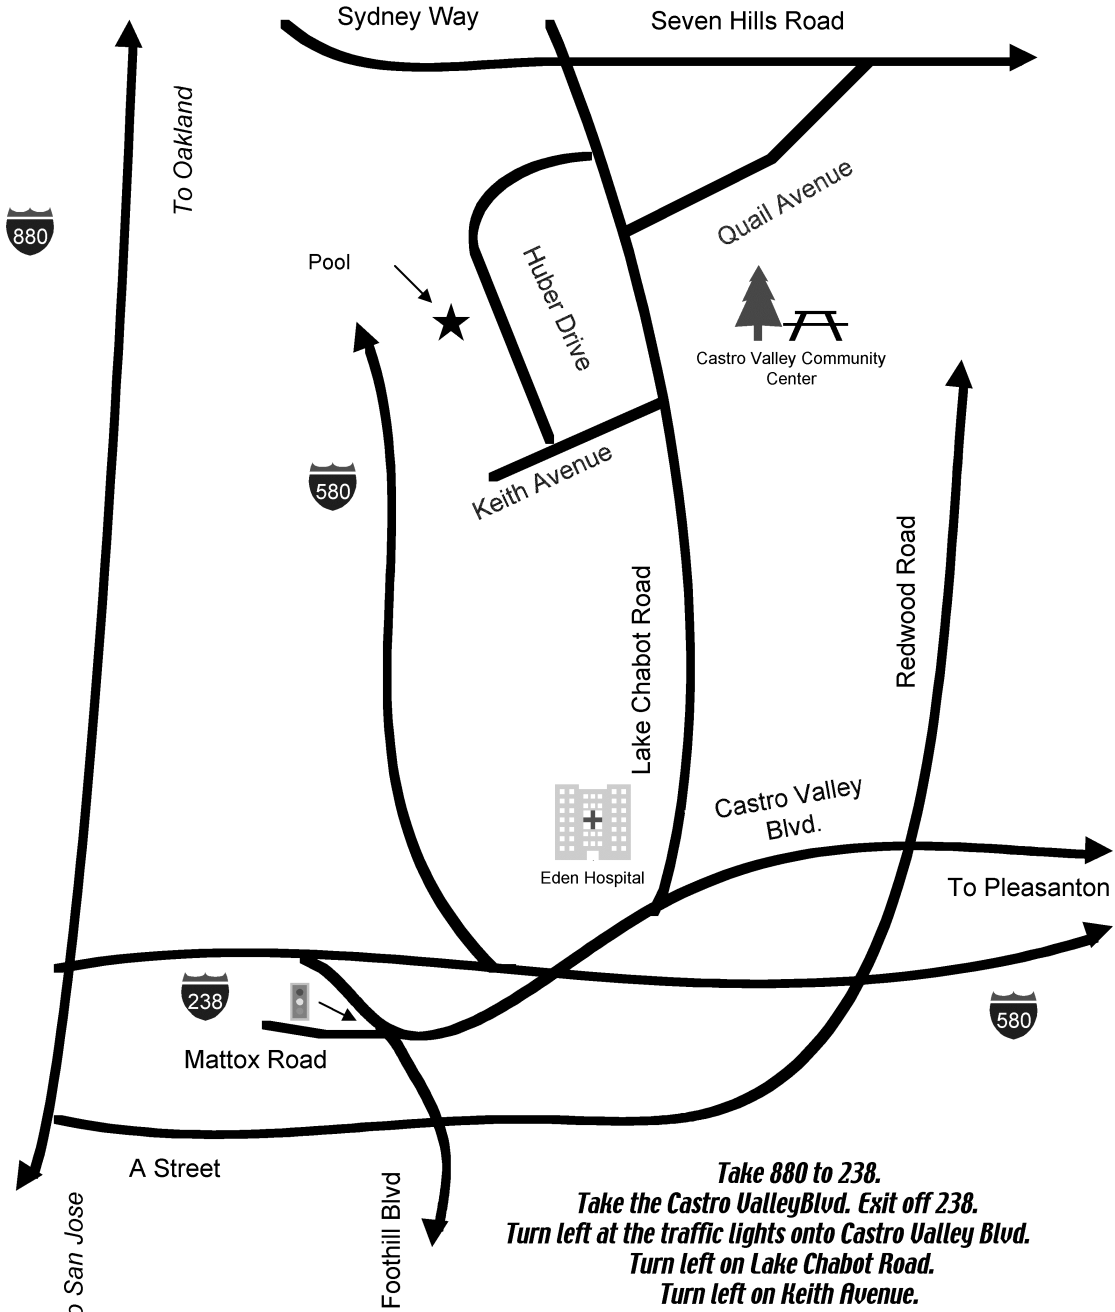 Sydney Way
Seven Hills Road
To Oakland
880
Quail Avenue
Pool
Huber Drive
Castro Valley Community
Center
580
Keith Avenue
Redwood Road
Lake Chabot Road
Castro Valley
Blvd.
Eden Hospital
To Pleasanton
238
580
Mattox Road
A Street
San Jose
Foothill Blvd
Take 880 to 238.
Take the Castro ValleyBlvd. Exit off 238.
Turn left at the traffic lights onto Castro Valley Blvd.
Turn left on Lake Chabot Road.
Turn left on Keith Avenue.